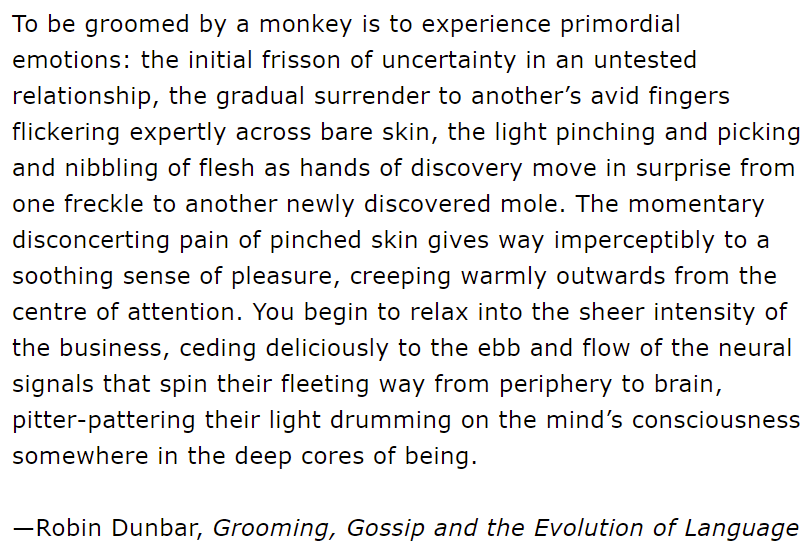 To be groomed by a monkey is to experience primordial
emotions: the initial frisson of uncertainty in an untested
relationship, the gradual surrender to another’s avid fingers
flickering expertly across bare skin, the light pinching and picking
and nibbling of flesh as hands of discovery move in surprise from
one freckle to another newly discovered mole. The momentary
disconcerting pain of pinched skin gives way imperceptibly to a
soothing sense of pleasure, creeping warmly outwards from the
centre of attention. You begin to relax into the sheer intensity of
the business, ceding deliciously to the ebb and flow of the neural
signals that spin their fleeting way from periphery to brain,
pitter-pattering their light drumming on the mind’s consciousness
somewhere in the deep cores of being.
—Robin Dunbar, Grooming, Gossip and the Evolution of Language